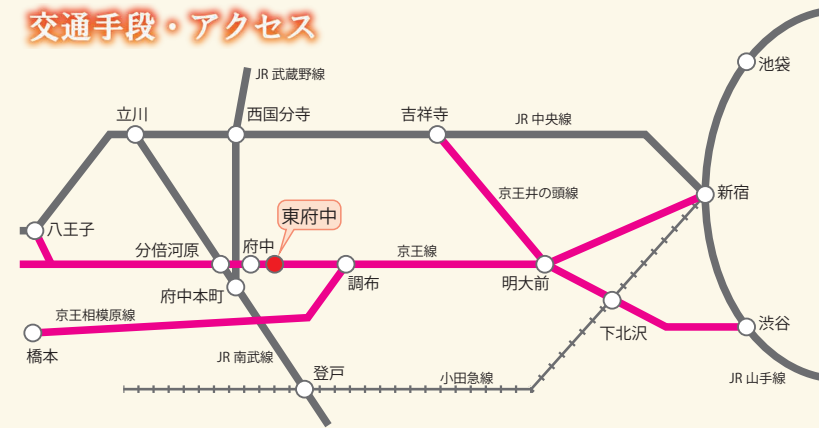 交通手段・アクセス
JR 武蔵野線
池袋
立川
西国分寺
吉祥寺
JR 中央線
新宿
京王井の頭線
東府中
八王子
分倍河原
府中
京王線
調布
明大前
府中本町
京王相模原線
渋谷
下北沢
橋本
JR 南武線
登戸
小田急線
JR 山手線